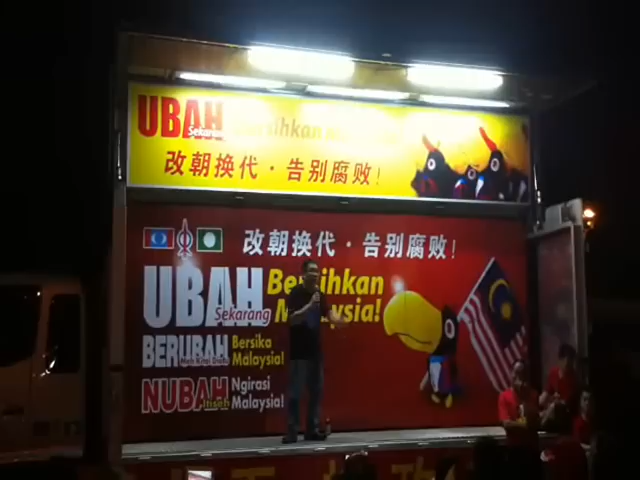 UBAH
Sekarang
改朝换代·告别腐败!
改朝换代·告别腐败!
UBAH Bersihkan
Sekarang Malaysia!
BERUBAH Bersika
Malaysia!
NUBAH Ngirasi
Malaysia!